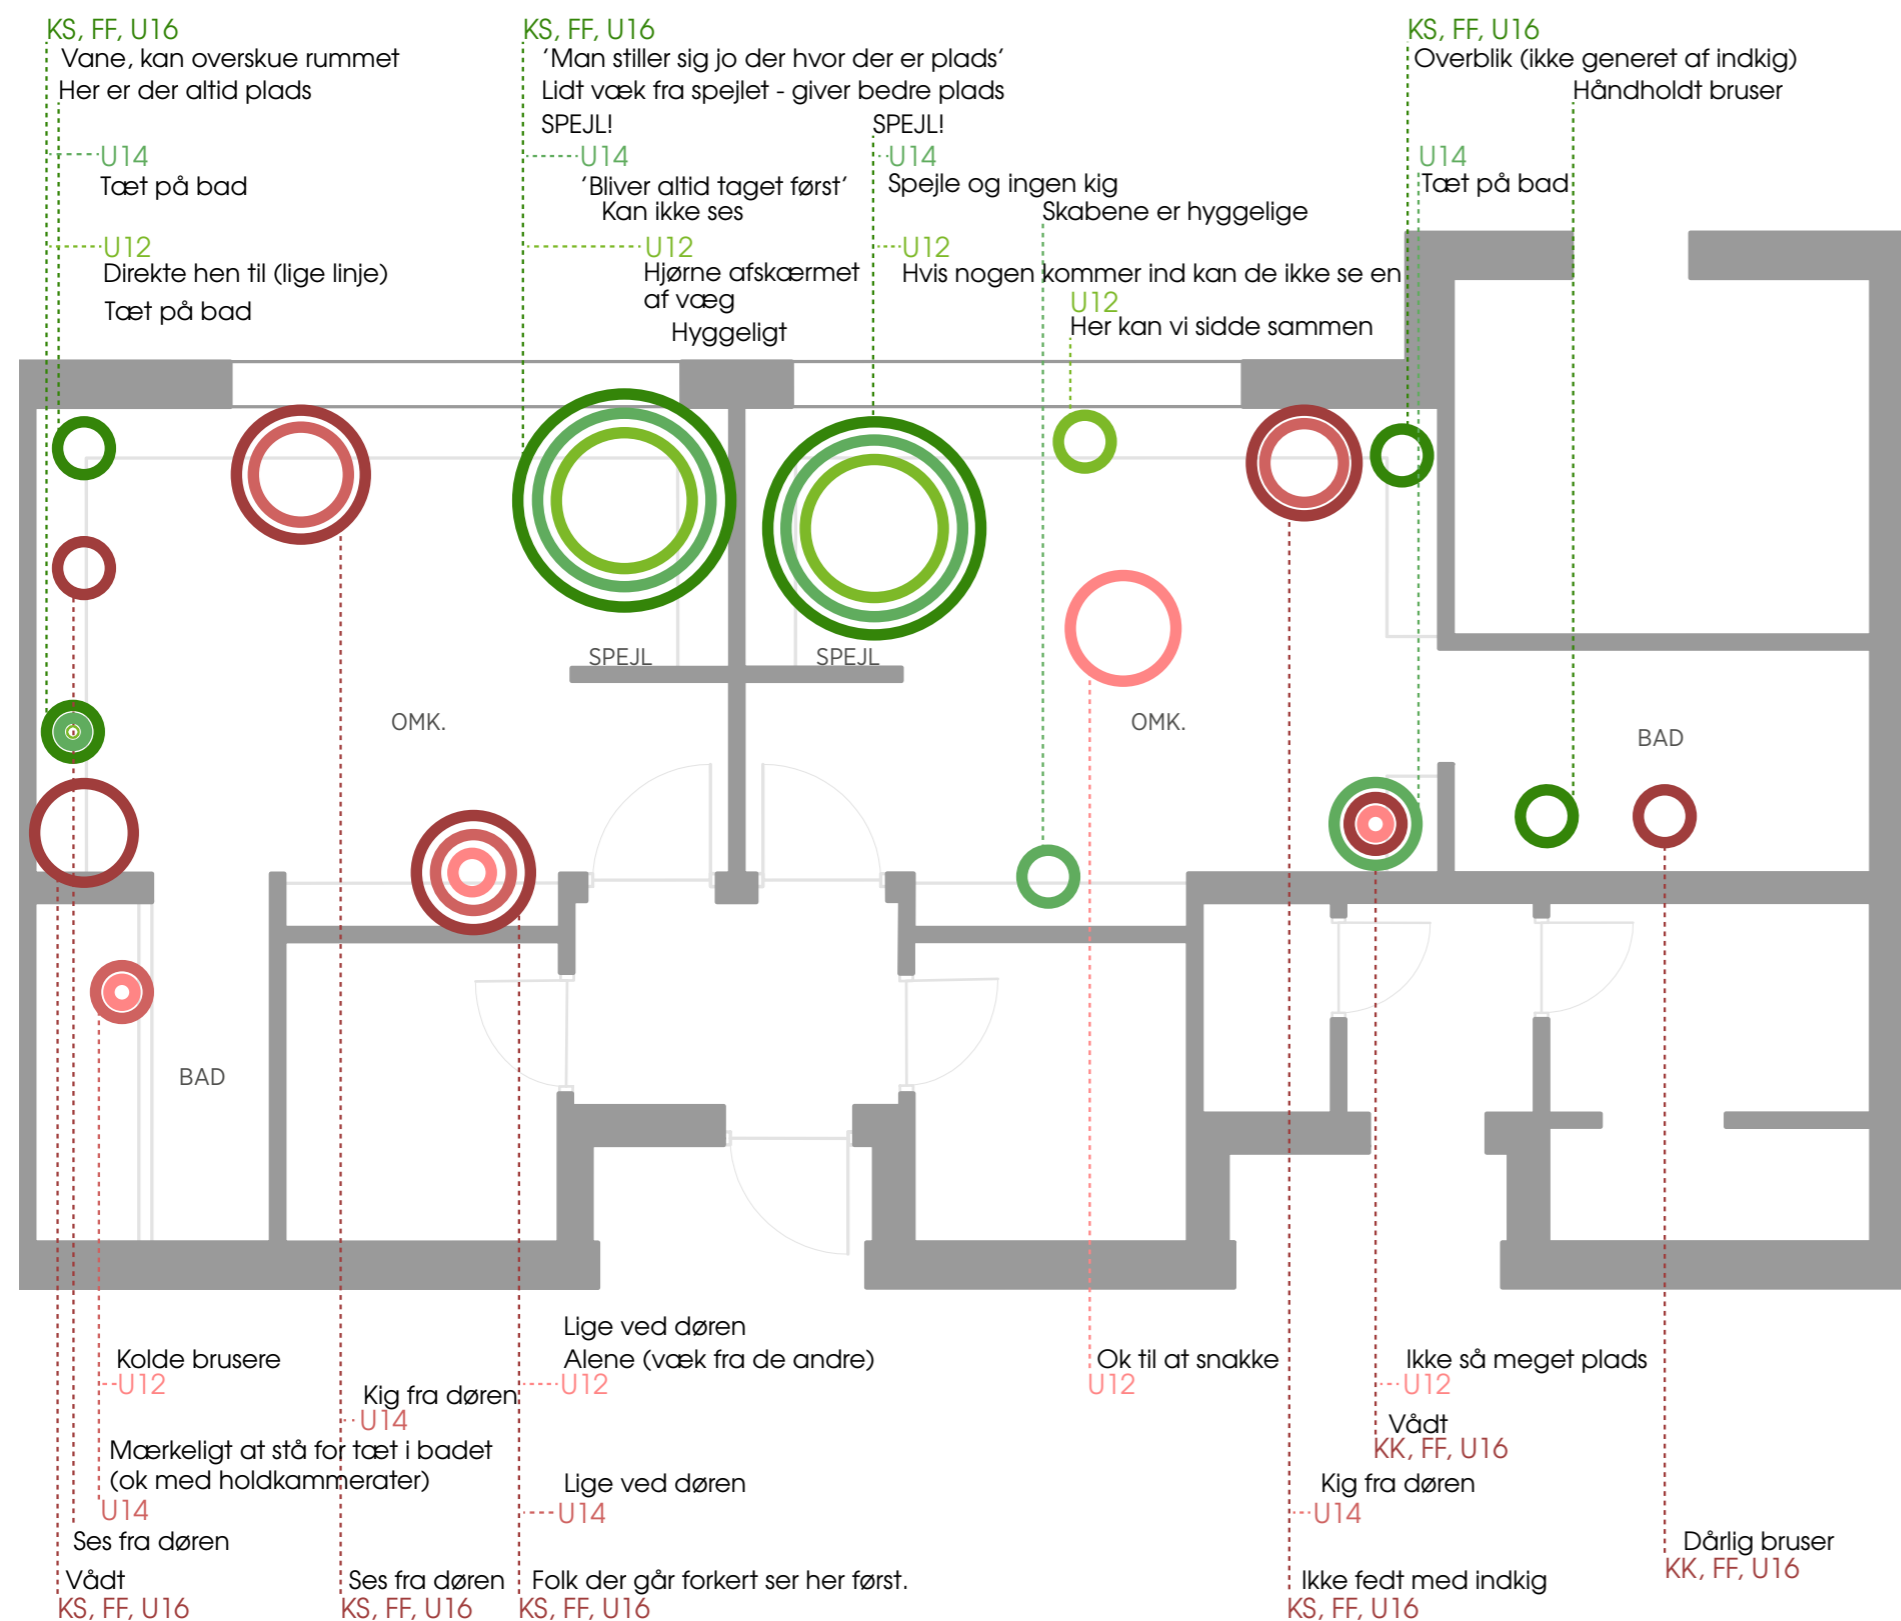 KS, FF, U16
Vane, kan overskue rummet
Her er der altid plads
U14
Tæt på bad
U12
Direkte hen til (lige linje)
Tæt på bad
KS, FF, U16
'Man stiller sig jo der hvor der er plads'
Lidt væk fra spejlet - giver bedre plads
SPEJL!
U14
'Bliver altid taget først'
Kan ikke ses
U12
Hjørne afskærmet
af væg
Hyggeligt
SPEJL!
U14
Spejle og ingen kig
Skabene er hyggelige
U12
Hvis nogen kommer ind kan de ikke se en
U12
Her kan vi sidde sammen
KS, FF, U16
Overblik (ikke generet af indkig)
Håndholdt bruser
U14
Tæt på bad
SPEJL
SPEJL
OMK.
OMK.
BAD
BAD
Kolde brusere
U12
Mærkeligt at stå for tæt i badet
(ok med holdkammerater)
U14
Ses fra døren
Vådt
KS, FF, U16
Kig fra døren
U14
Ses fra døren
KS, FF, U16
Lige ved døren
Alene (væk fra de andre)
U12
Lige ved døren
U14
Folk der går forkert ser her først.
KS, FF, U16
Ok til at snakke
U12
Kig fra døren
U14
Ikke fedt med indkig
KS, FF, U16
Ikke så meget plads
U12
Vådt
KK, FF, U16
Dårlig bruser
KK, FF, U16